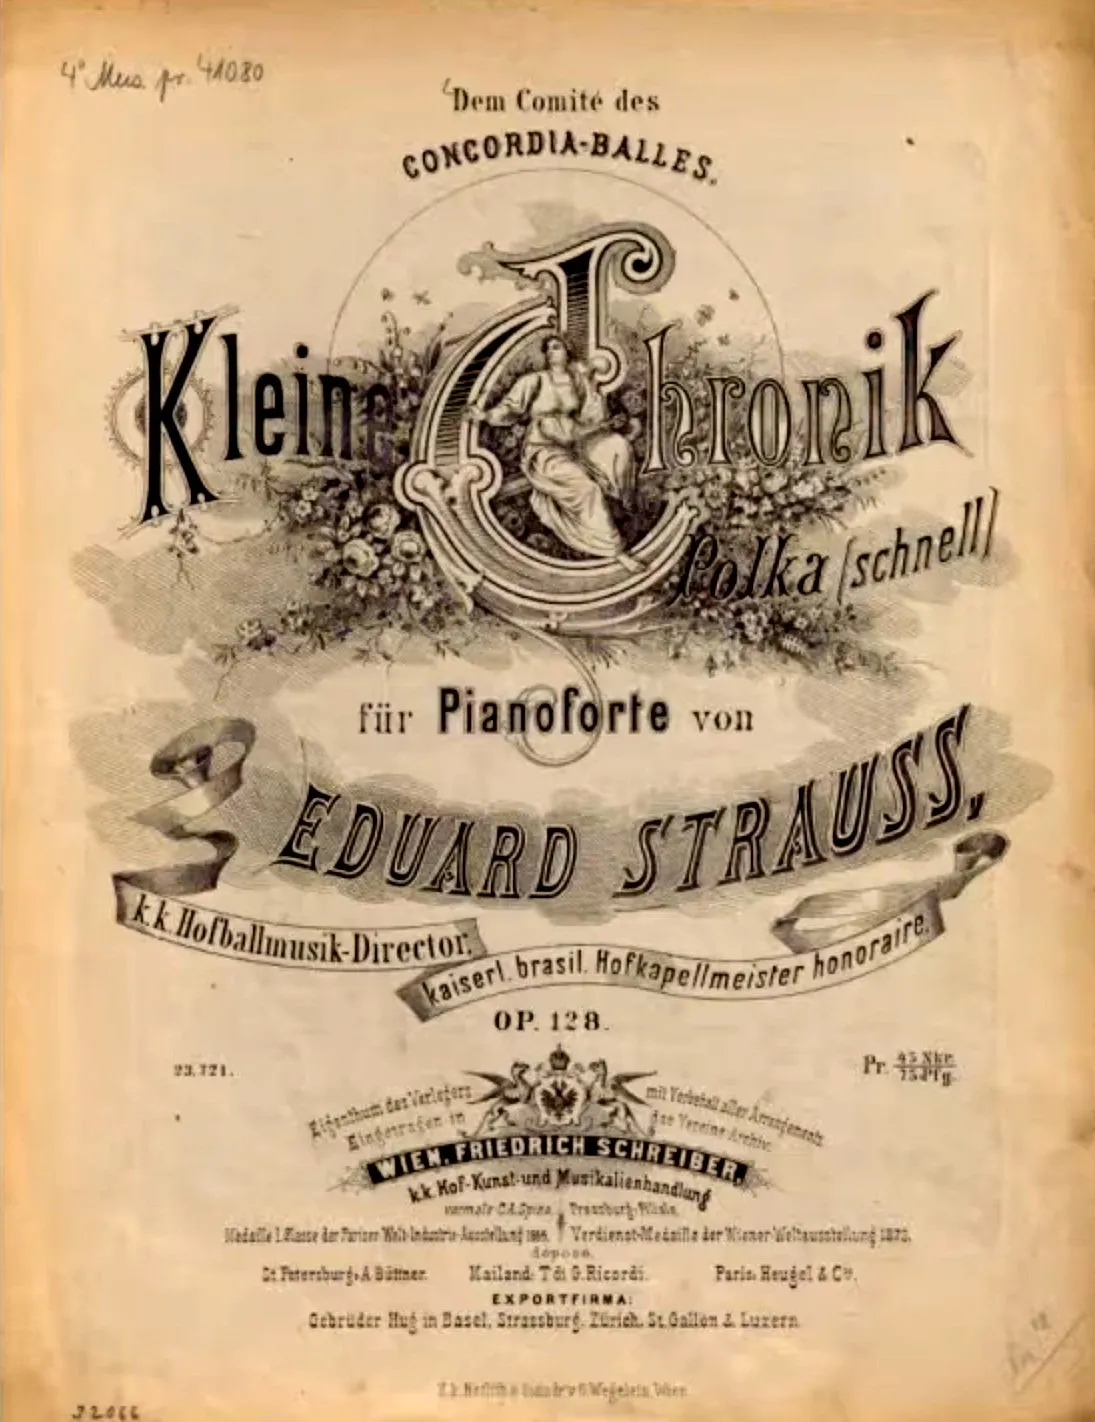 4° Mus. pr. 41080
Dem Comité des
CONCORDIA-BALLES.
Kleine Chronik
Polka (schnell)
für Pianoforte von
EDUARD STRAUSS,
k.k. Hofballmusik-Director,
kaiserl. brasil. Hofkapellmeister honoraire.
OP. 128.
23,721.
Pr. 45 Nkr.
75 Pfg.
Eigenthum des Verlegers mit Vorbehalt aller Arrangements
Eingetragen in das Vereins-Archiv.
WIEN, FRIEDRICH SCHREIBER,
k.k. Hof-Kunst-und Musikalienhandlung
vormals C.A. Spina.
Medaille 1. Klasse der Pariser Welt-Industrie-Ausstellung Verdienst-Medaille der Wiener Weltausstellung 1873.
déposé.
St. Petersburg, A. Büttner. Mailand: T. di G. Ricordi. Paris: Heugel & Cie.
EXPORTFIRMA:
Gebrüder Hug in Basel, Strassburg, Zürich, St. Gallen & Luzern.
Wegelein, Wien